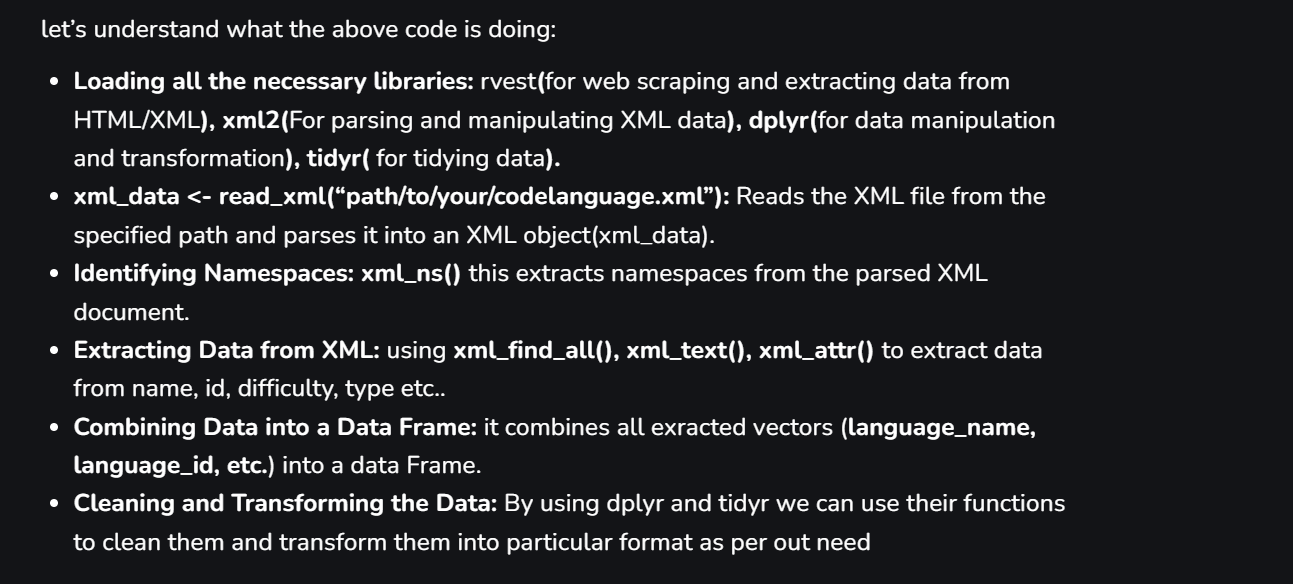 let’s understand what the above code is doing:
• Loading all the necessary libraries: rvest(for web scraping and extracting data from
HTML/XML), xml2(For parsing and manipulating XML data), dplyr(for data manipulation
and transformation), tidyr( for tidying data).
• xml_data <- read_xml(“path/to/your/codelanguage.xml”): Reads the XML file from the
specified path and parses it into an XML object(xml_data).
• Identifying Namespaces: xml_ns() this extracts namespaces from the parsed XML
document.
• Extracting Data from XML: using xml_find_all(), xml_text(), xml_attr() to extract data
from name, id, difficulty, type etc..
• Combining Data into a Data Frame: it combines all exracted vectors (language_name,
language_id, etc.) into a data Frame.
• Cleaning and Transforming the Data: By using dplyr and tidyr we can use their functions
to clean them and transform them into particular format as per out need